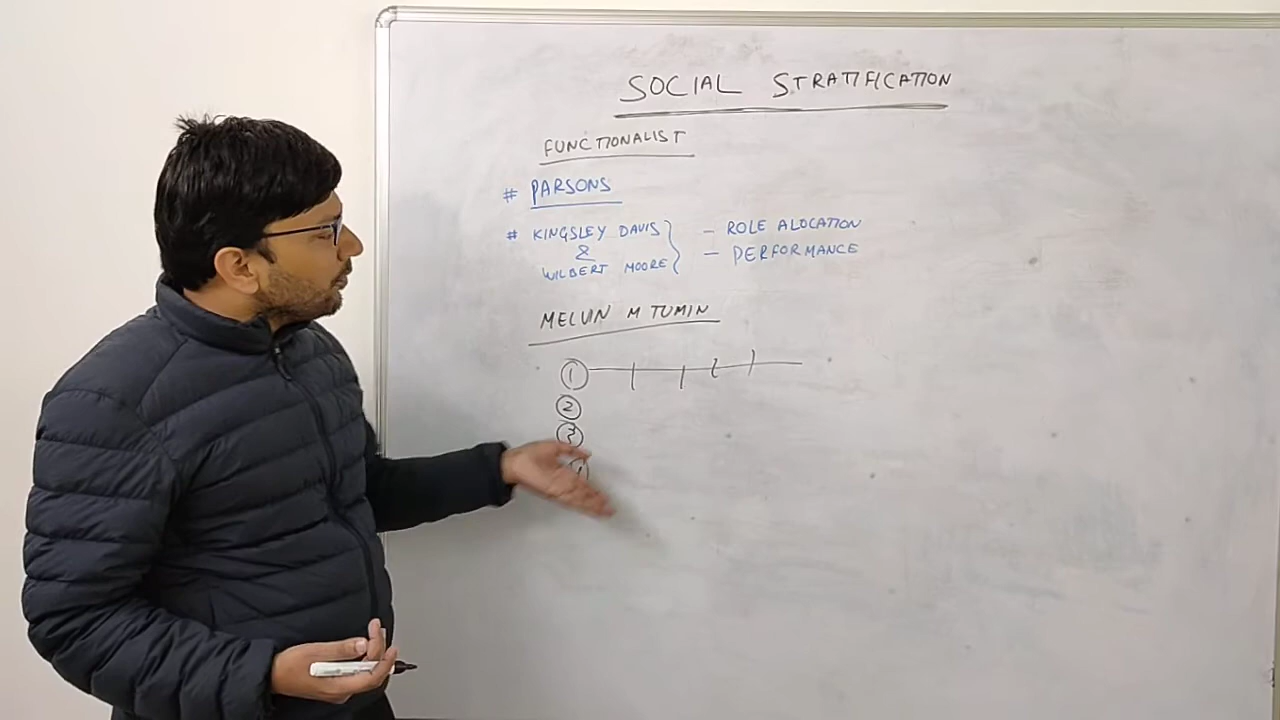 SOCIAL STRATIFICATION
FUNCTIONALIST
# PARSONS
# KINGSLEY DAVIS
&
WILBERT MOORE
- ROLE ALOCATION
- PERFORMANCE
MELVIN M TUMIN
1
2
3